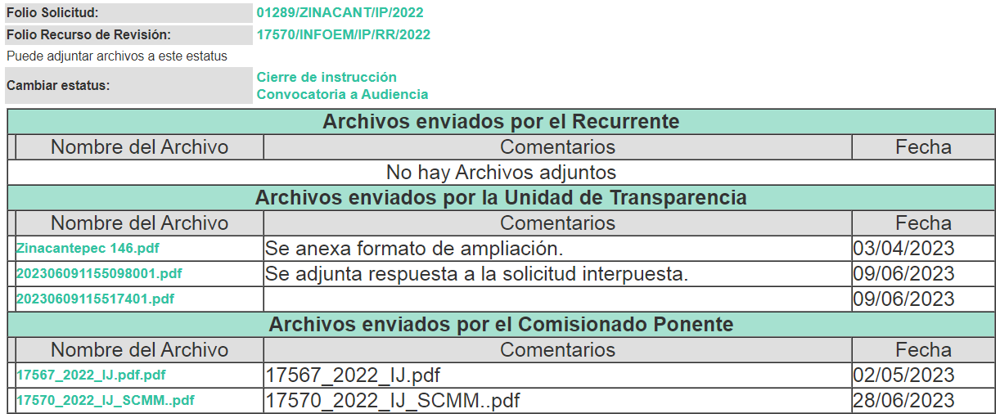 Folio Solicitud: 01289/ZINACANT/IP/2022
Folio Recurso de Revisión: 17570/INFOEM/IP/RR/2022
Puede adjuntar archivos a este estatus
Cambiar estatus: Cierre de instrucción
Convocatoria a Audiencia
Archivos enviados por el Recurrente
Nombre del Archivo Comentarios Fecha
No hay Archivos adjuntos
Archivos enviados por la Unidad de Transparencia
Nombre del Archivo Comentarios Fecha
Zinacantepec 146.pdf Se anexa formato de ampliación. 03/04/2023
202306091155098001.pdf Se adjunta respuesta a la solicitud interpuesta. 09/06/2023
20230609115517401.pdf 09/06/2023
Archivos enviados por el Comisionado Ponente
Nombre del Archivo Comentarios Fecha
17567_2022_IJ.pdf.pdf 17567_2022_IJ.pdf 02/05/2023
17570_2022_IJ_SCMM..pdf 17570_2022_IJ_SCMM..pdf 28/06/2023